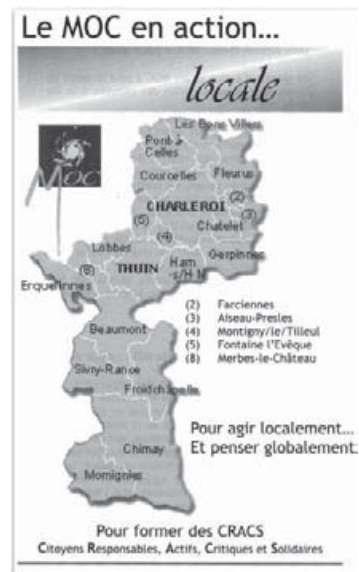 Le MOC en action...
locale
MOC
Les Bons Villers
Pont à
Celles
Courcelles
Fleurus
(2)
CHARLEROI
(3)
(5)
Chatelet
(4)
Lobbes
Gerpinnes
(8)
THUIN
Ham
-s/H-N
Erquelinnes
Beaumont
Sivry-Rance
Froidchapelle
Chimay
Momignies
(2) Farciennes
(3) Aiseau-Presles
(4) Montigny/le/Tilleul
(5) Fontaine l'Evêque
(8) Merbes-le-Château
Pour agir localement...
Et penser globalement:
Pour former des CRACS
Citoyens Responsables, Actifs, Critiques et Solidaires